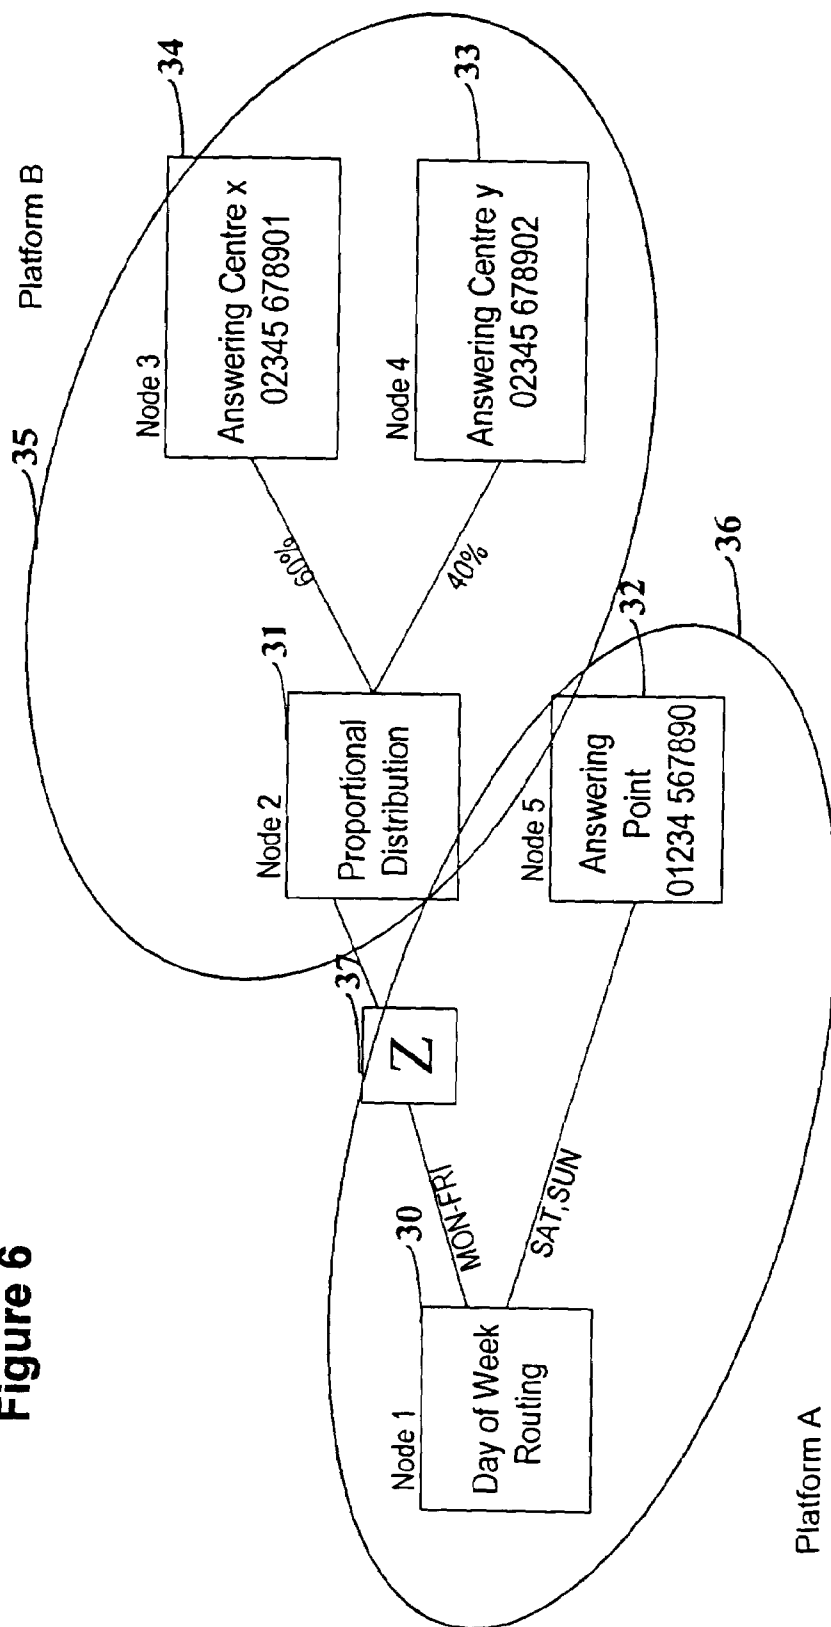 Figure 6
Platform A
Platform B
Node 1
30
Day of Week
Routing
MON-FRI
SAT,SUN
37
Z
Node 2
31
Proportional
Distribution
60%
40%
Node 3
34
Answering Centre x
02345 678901
Node 4
33
Answering Centre y
02345 678902
Node 5
32
Answering
Point
01234 567890
35
36